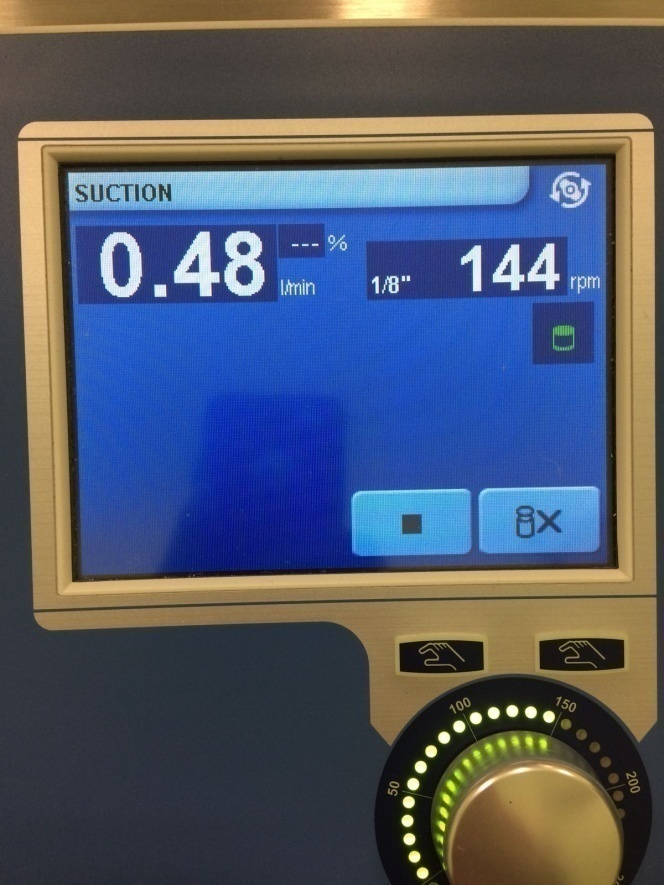 SUCTION
0.48 --- % l/min
1/8" 144 rpm
100 150
50 200